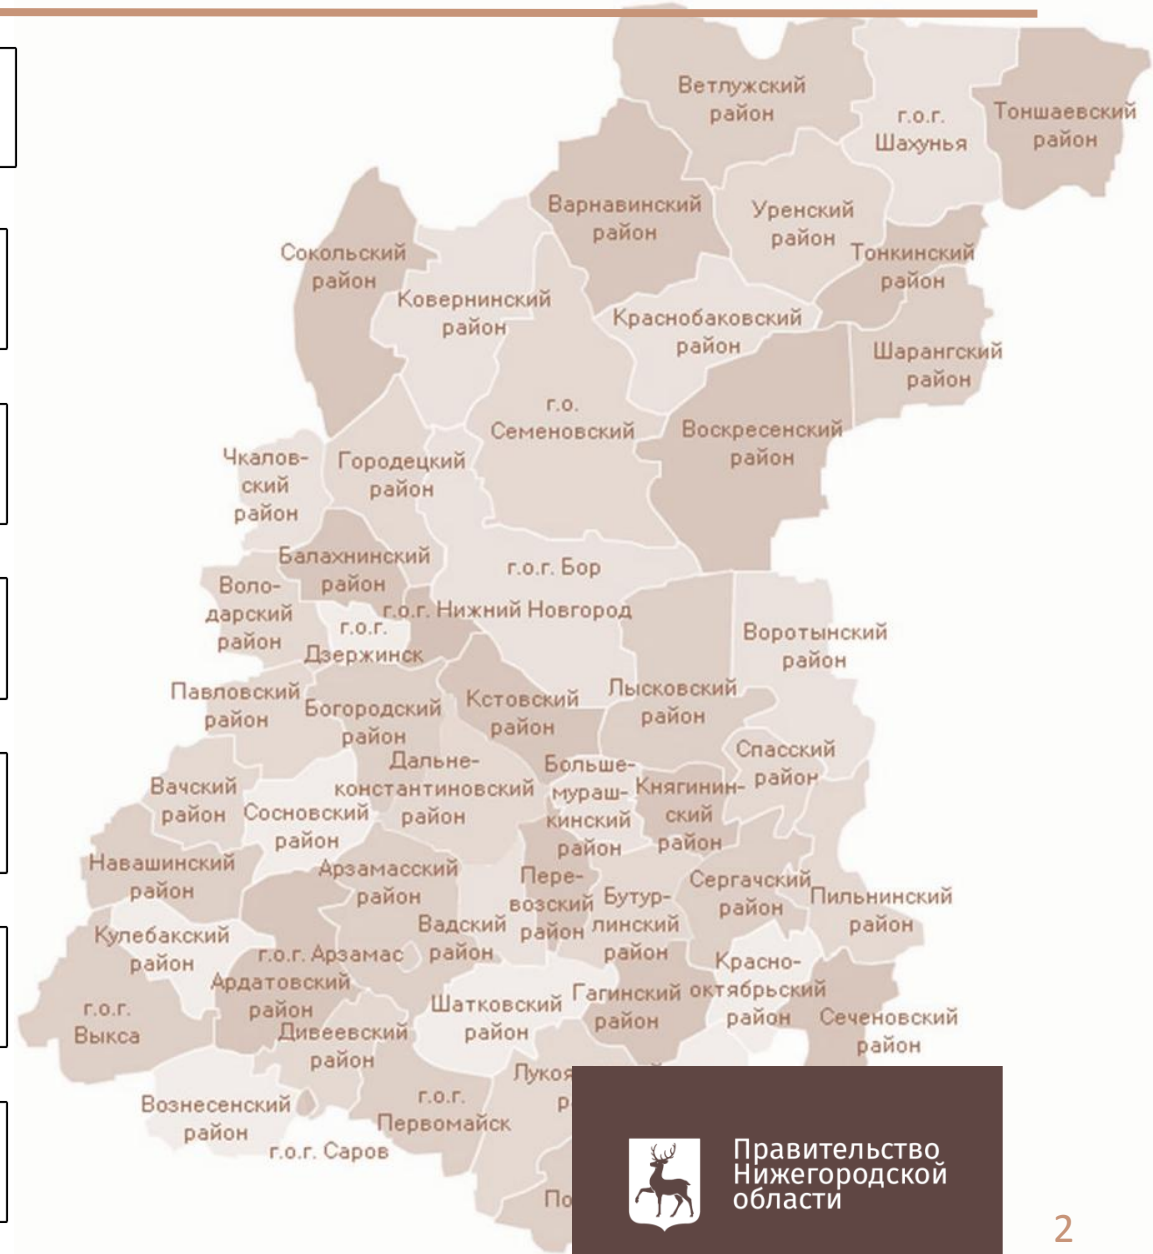 Ветлужский
район
г.о.г.
Шахунья
Тоншаевский
район
Варнавинский
район
Уренский
район
Тонкинский
район
Сокольский
район
Ковернинский
район
Краснобаковский
район
Шарангский
район
г.о.
Семеновский
Воскресенский
район
Чкалов-
ский
район
Городецкий
район
Балахнинский
район
г.о.г. Бор
Воло-
дарский
район
г.о.г. Нижний Новгород
г.о.г.
Дзержинск
Воротынский
район
Павловский
район
Богородский
район
Кстовский
район
Лысковский
район
Спасский
район
Дальне-
константиновский
район
Больше-
мураш-
кинский
район
Княгинин-
ский
район
Вачский
район
Сосновский
район
Навашинский
район
Арзамасский
район
Пере-
возский
район
Бутур-
линский
район
Сергачский
район
Пильнинский
район
Вадский
район
Кулебакский
район
г.о.г. Арзамас
Ардатовский
район
Шатковский
район
Гагинский
район
Красно-
октябрьский
район
Сеченовский
район
г.о.г.
Выкса
Дивеевский
район
Лукоя
р
Вознесенский
район
г.о.г.
Первомайск
г.о.г. Саров
По
Правительство
Нижегородской
области
2